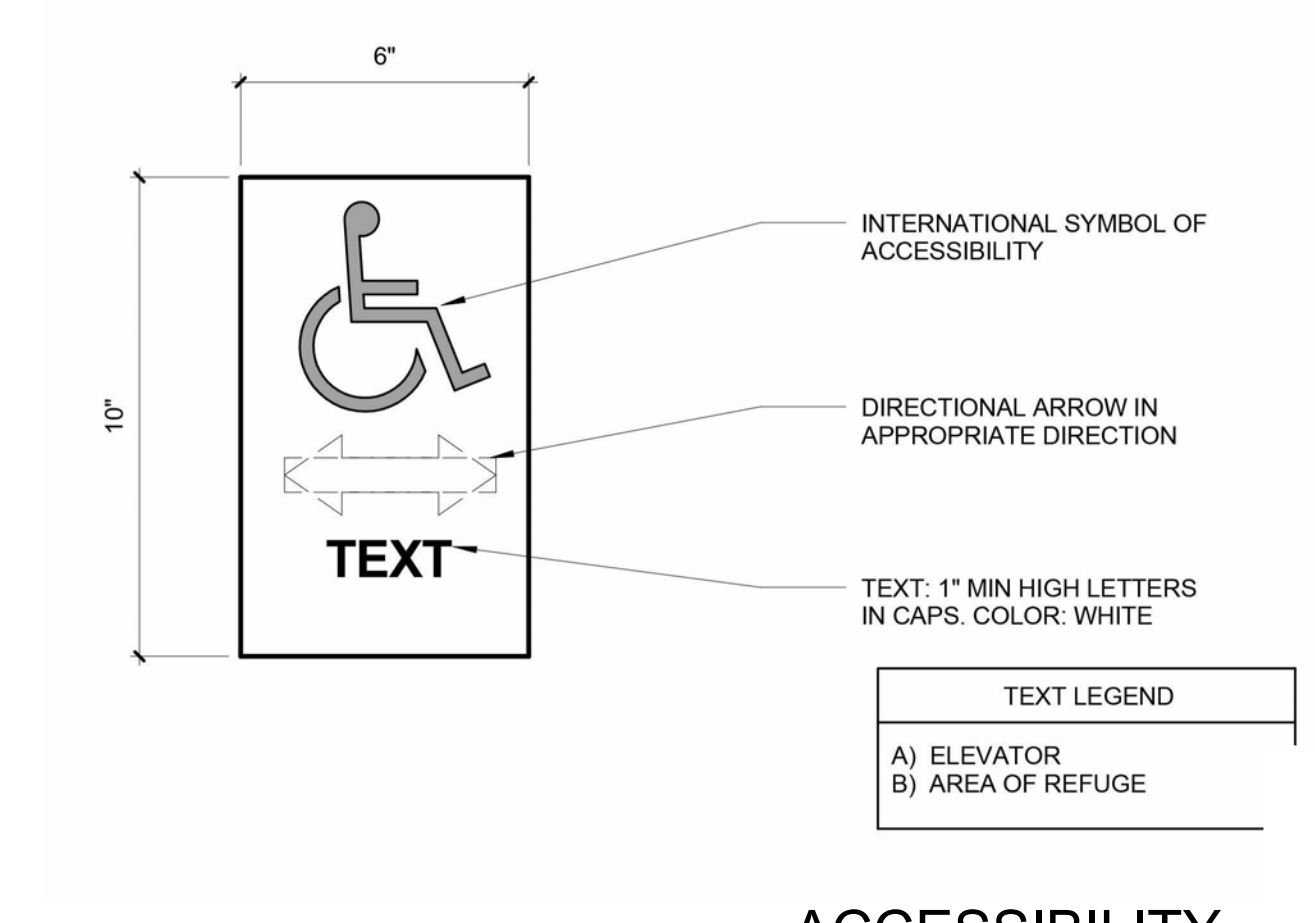 6"
10"
INTERNATIONAL SYMBOL OF
ACCESSIBILITY
DIRECTIONAL ARROW IN
APPROPRIATE DIRECTION
TEXT
TEXT: 1" MIN HIGH LETTERS
IN CAPS. COLOR: WHITE
TEXT LEGEND
A) ELEVATOR
B) AREA OF REFUGE
ACCESSIBILITY